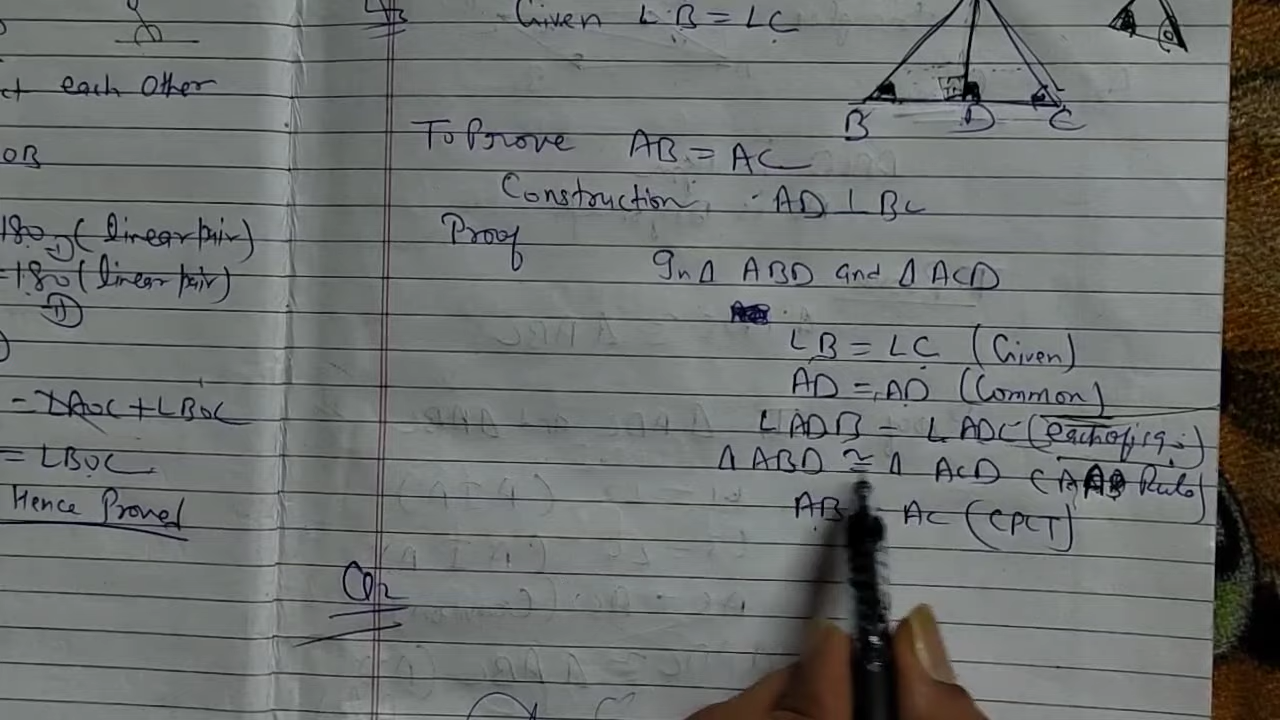 ct each Other
OB
180 (linear pair)
I
=180 (linear pair)
II
)
= ∠AOC + ∠BOC
= ∠BOC
Hence Proved
Given ∠B = ∠C
B D C
To Prove AB = AC
Construction AD ⊥ BC
Proof
In Δ ABD and Δ ACD
∠B = ∠C (Given)
AD = AD (Common)
∠ADB = ∠ADC (each of
Δ ABD ≅ Δ ACD (AAS Rule)
AB AC (CPCT)